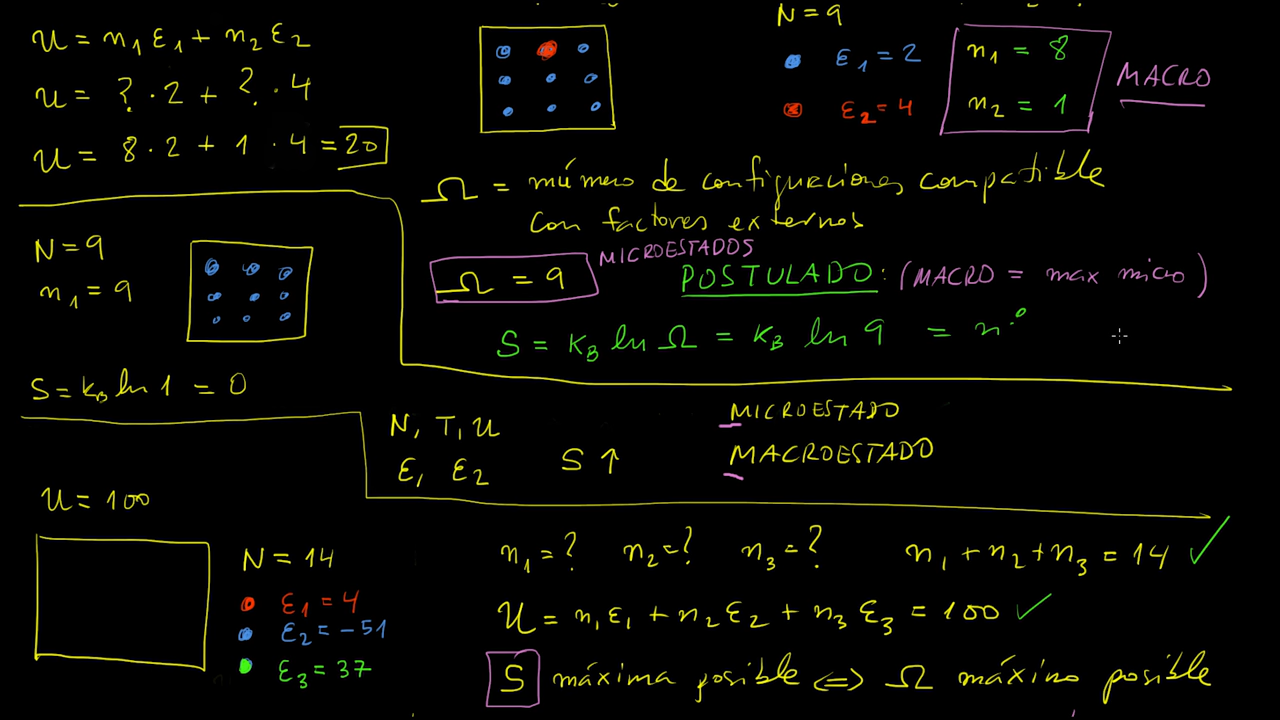 U = n₁ε₁ + n₂ε₂
U = ? · 2 + ? · 4
U = 8 · 2 + 1 · 4 = 20
N = 9
ε₁ = 2
ε₂ = 4
n₁ = 8
n₂ = 1
MACRO
Ω = número de configuraciones compatible
con factores externos
Ω = 9
MICROESTADOS
POSTULADO: (MACRO = max micro)
S = k_B ln Ω = k_B ln 9 = nº
N = 9
n₁ = 9
S = k_B ln 1 = 0
N, T, U
ε₁ ε₂
S ↑
MICROESTADO
MACROESTADO
U = 100
N = 14
ε₁ = 4
ε₂ = -51
ε₃ = 37
n₁ = ? n₂ = ? n₃ = ? n₁ + n₂ + n₃ = 14 ✓
U = n₁ε₁ + n₂ε₂ + n₃ε₃ = 100 ✓
S máxima posible ⇔ Ω máximo posible